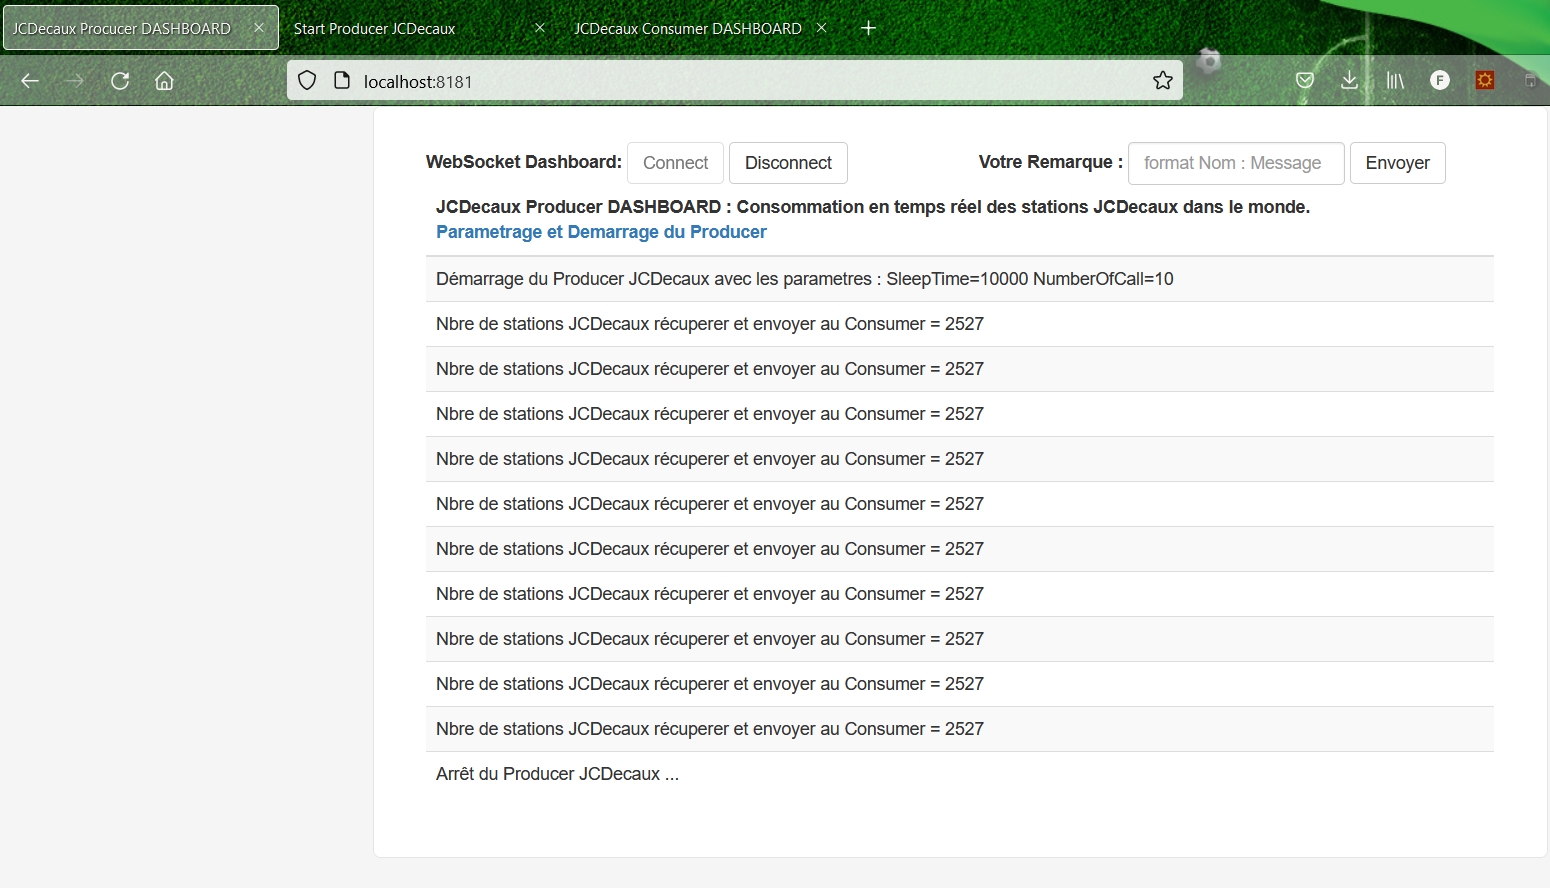 JCDecaux Procucer DASHBOARD
Start Producer JCDecaux
JCDecaux Consumer DASHBOARD
localhost:8181
F
WebSocket Dashboard: Connect Disconnect Votre Remarque : format Nom : Message Envoyer
JCDecaux Producer DASHBOARD : Consommation en temps réel des stations JCDecaux dans le monde.
Parametrage et Demarrage du Producer
Démarrage du Producer JCDecaux avec les parametres : SleepTime=10000 NumberOfCall=10
Nbre de stations JCDecaux récuperer et envoyer au Consumer = 2527
Nbre de stations JCDecaux récuperer et envoyer au Consumer = 2527
Nbre de stations JCDecaux récuperer et envoyer au Consumer = 2527
Nbre de stations JCDecaux récuperer et envoyer au Consumer = 2527
Nbre de stations JCDecaux récuperer et envoyer au Consumer = 2527
Nbre de stations JCDecaux récuperer et envoyer au Consumer = 2527
Nbre de stations JCDecaux récuperer et envoyer au Consumer = 2527
Nbre de stations JCDecaux récuperer et envoyer au Consumer = 2527
Nbre de stations JCDecaux récuperer et envoyer au Consumer = 2527
Nbre de stations JCDecaux récuperer et envoyer au Consumer = 2527
Arrêt du Producer JCDecaux ...